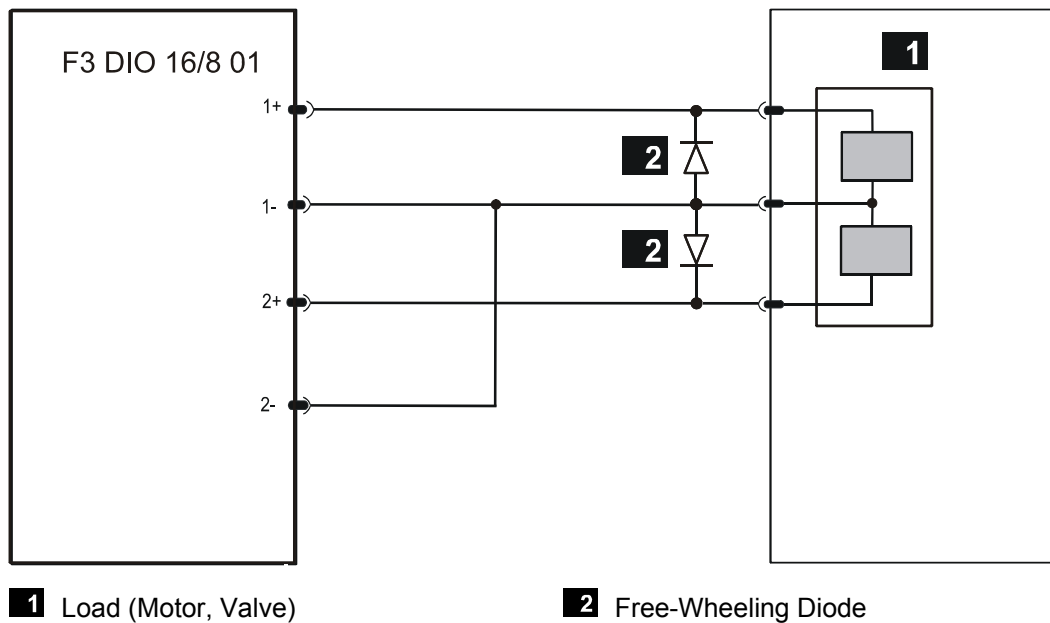 F3 DIO 16/8 01
1
1+
2
1-
2
2+
2-
1 Load (Motor, Valve)
2 Free-Wheeling Diode